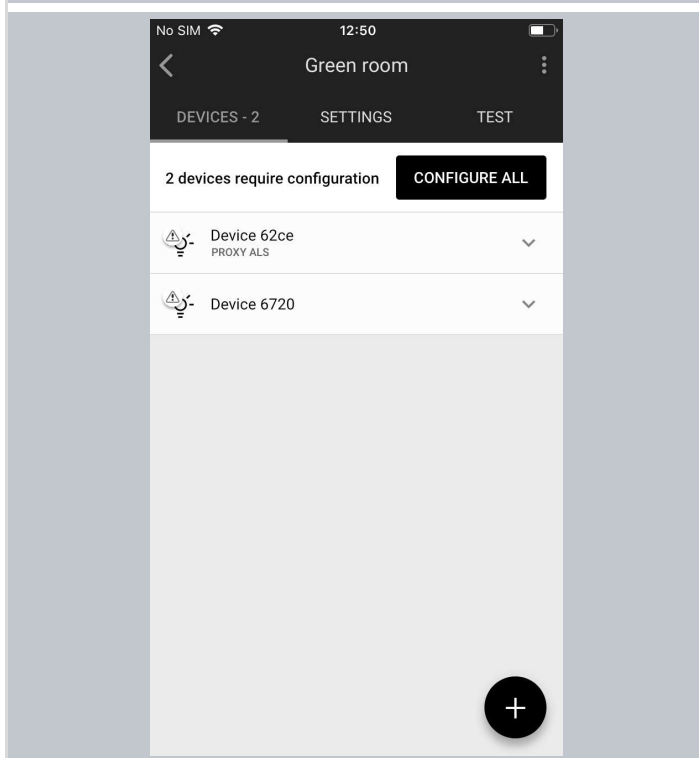 No SIM 12:50
Green room
DEVICES - 2 SETTINGS TEST
2 devices require configuration CONFIGURE ALL
Device 62ce
PROXY ALS
Device 6720